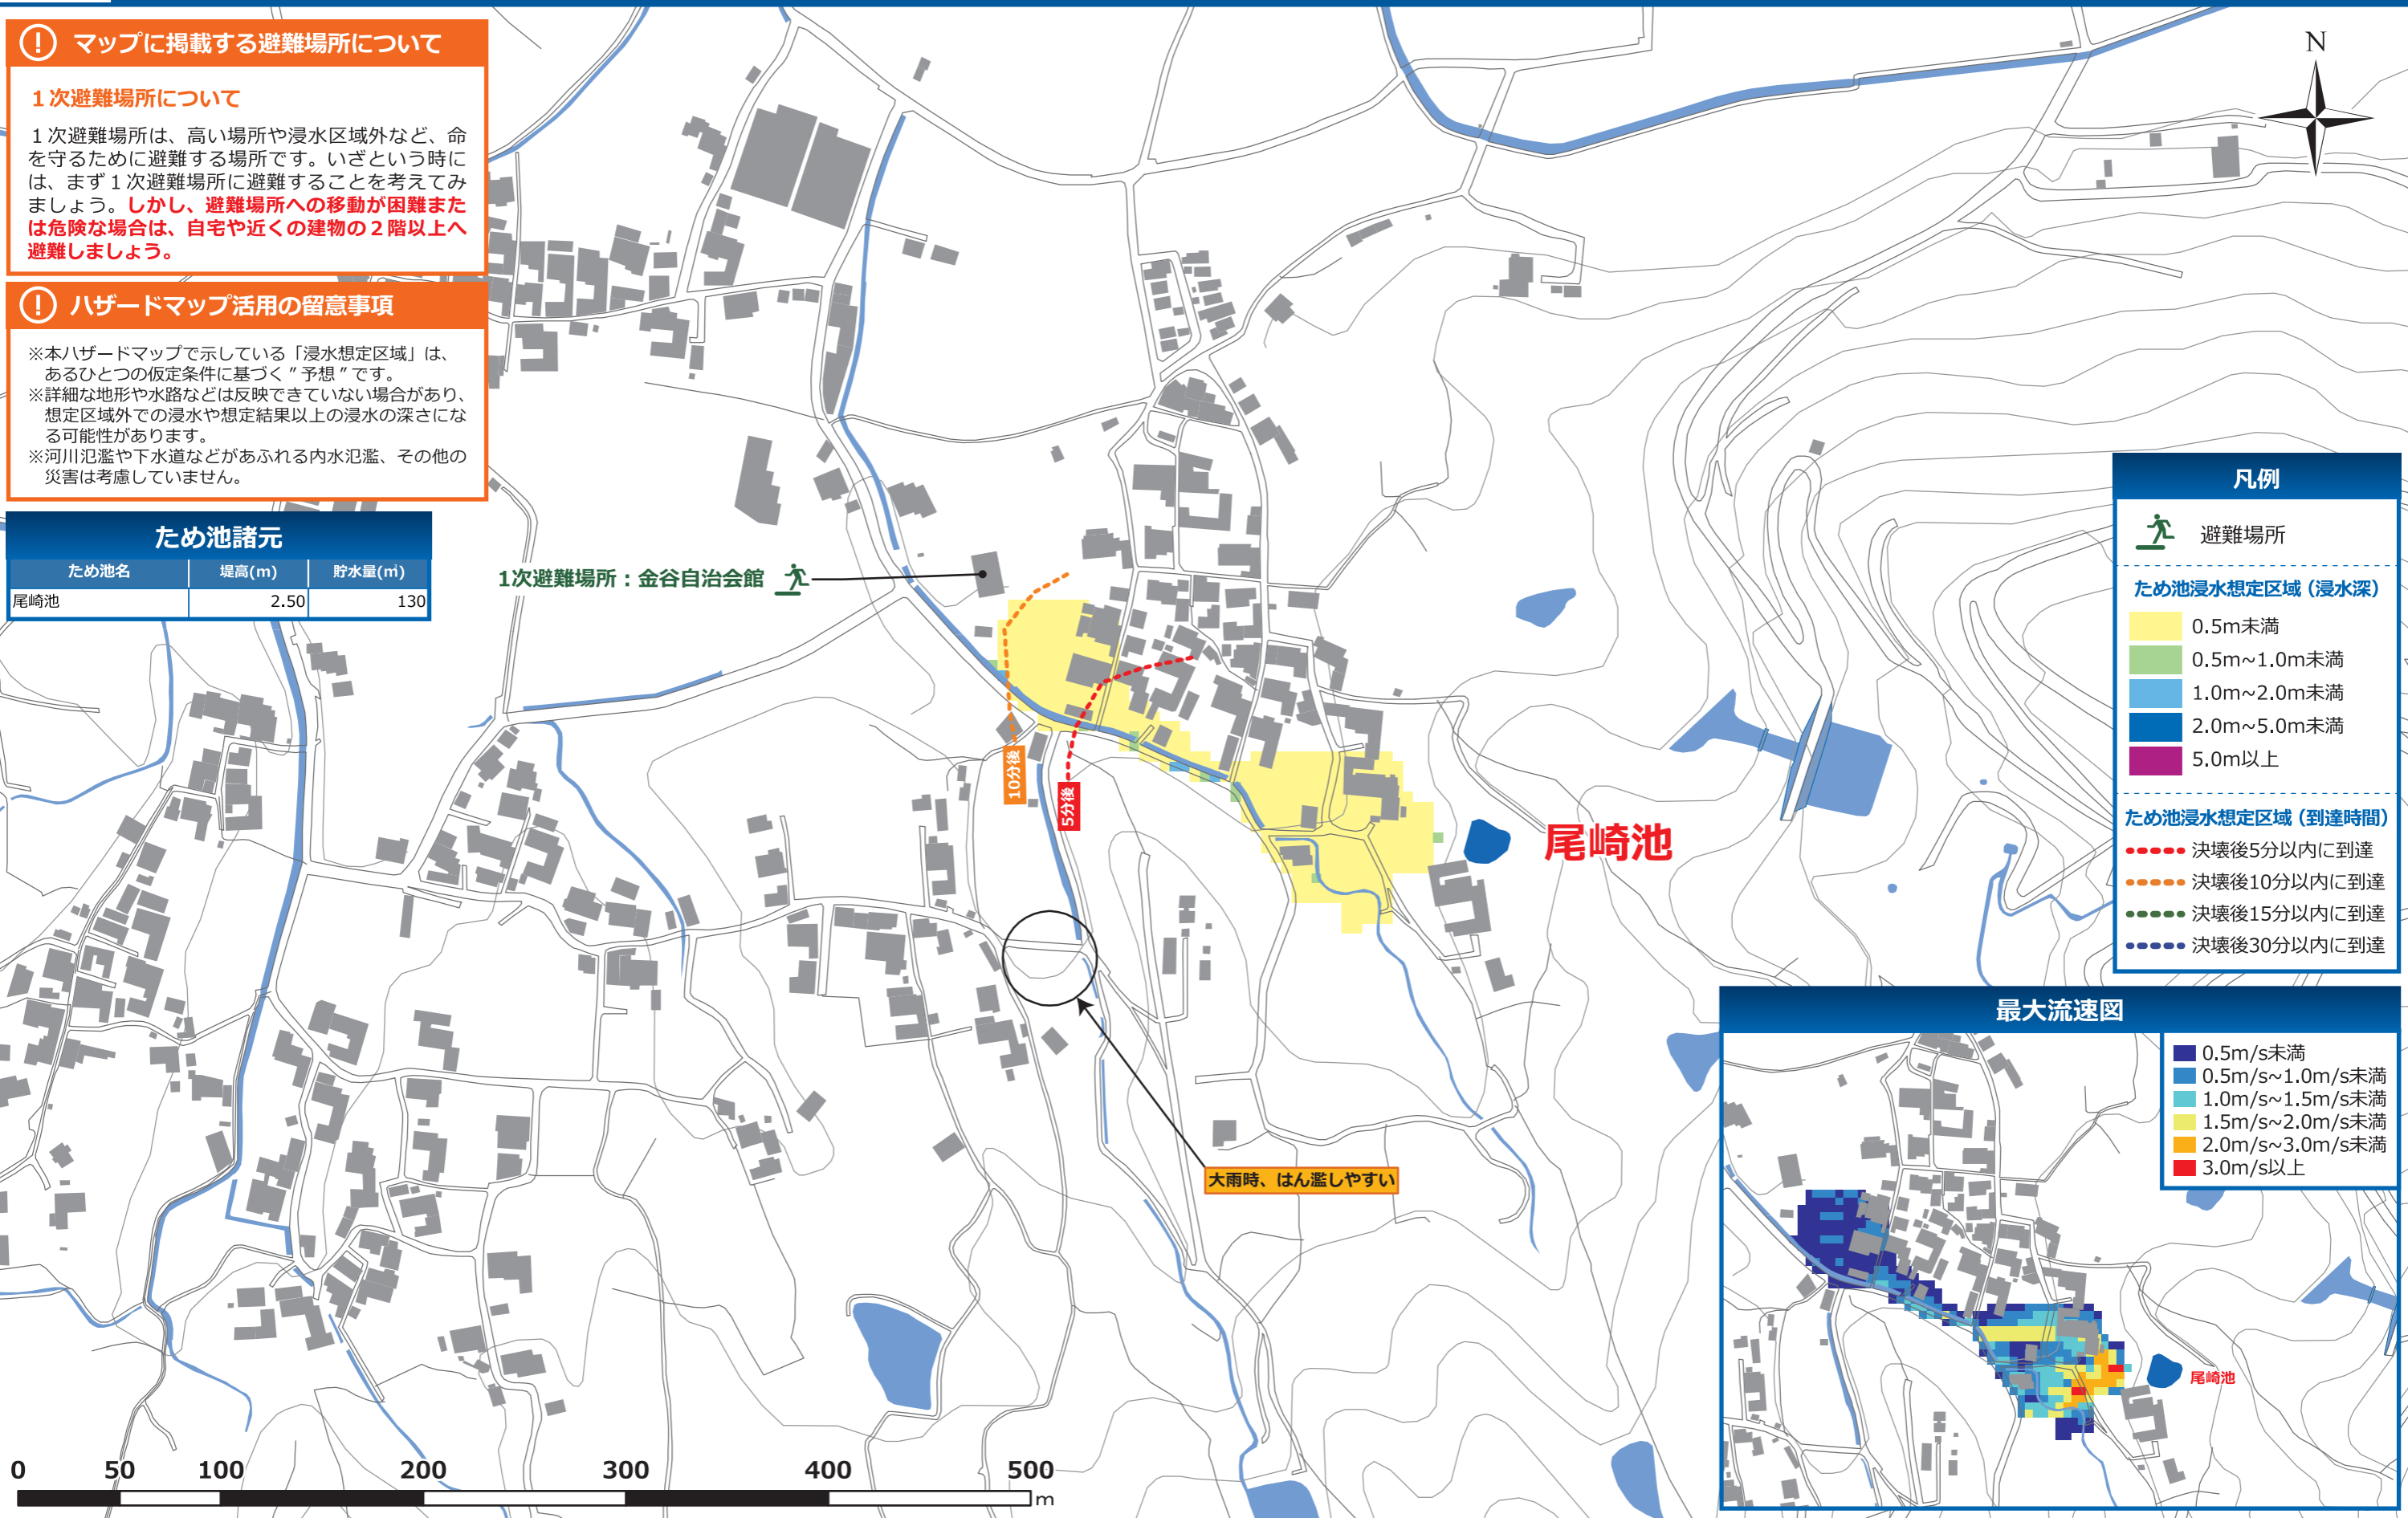 マップに掲載する避難場所について
1次避難場所について
1次避難場所は、高い場所や浸水区域外など、命
を守るために避難する場所です。いざという時に
は、まず1次避難場所に避難することを考えてみ
ましょう。しかし、避難場所への移動が困難また
は危険な場合は、自宅や近くの建物の2階以上へ
避難しましょう。
ハザードマップ活用の留意事項
※本ハザードマップで示している「浸水想定区域」は、
あるひとつの仮定条件に基づく"予想"です。
※詳細な地形や水路などは反映できていない場合があり、
想定区域外での浸水や想定結果以上の浸水の深さにな
る可能性があります。
※河川氾濫や下水道などがあふれる内水氾濫、その他の
災害は考慮していません。
ため池諸元
ため池名 堤高(m) 貯水量(㎥)
尾崎池 2.50 130
N
1次避難場所：金谷自治会館
10分後
5分後
尾崎池
大雨時、はん濫しやすい
凡例
避難場所
ため池浸水想定区域（浸水深）
0.5m未満
0.5m~1.0m未満
1.0m~2.0m未満
2.0m~5.0m未満
5.0m以上
ため池浸水想定区域（到達時間）
決壊後5分以内に到達
決壊後10分以内に到達
決壊後15分以内に到達
決壊後30分以内に到達
最大流速図
0.5m/s未満
0.5m/s~1.0m/s未満
1.0m/s~1.5m/s未満
1.5m/s~2.0m/s未満
2.0m/s~3.0m/s未満
3.0m/s以上
尾崎池
0 50 100 200 300 400 500
m